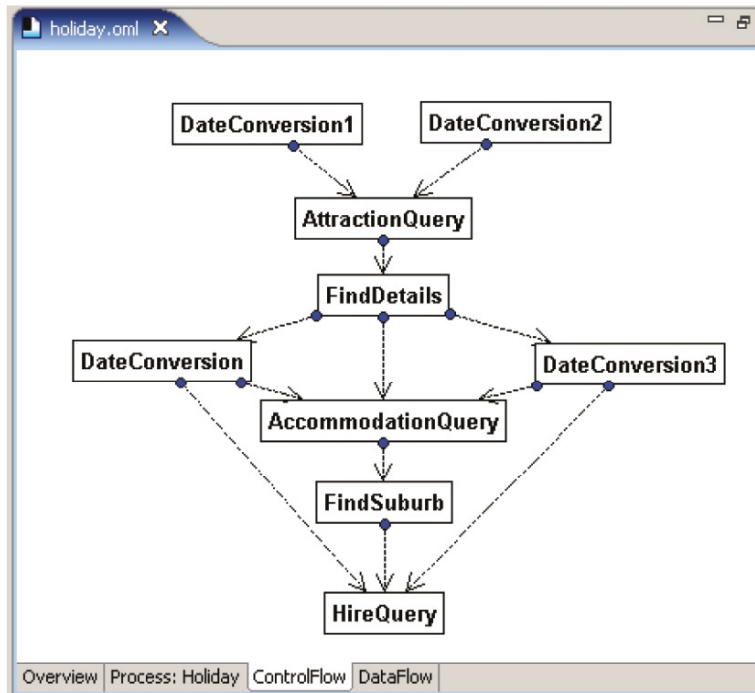 holiday.oml
DateConversion1
DateConversion2
AttractionQuery
FindDetails
DateConversion
DateConversion3
AccommodationQuery
FindSuburb
HireQuery
Overview Process: Holiday ControlFlow DataFlow